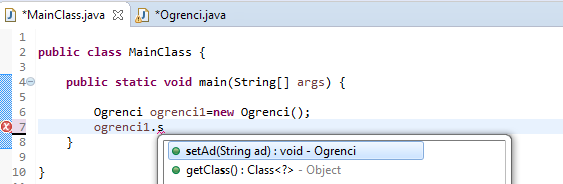 *MainClass.java *Ogrenci.java
1
2 public class MainClass {
3
4 public static void main(String[] args) {
5
6 Ogrenci ogrenci1=new Ogrenci();
7 ogrenci1.s
8 }
setAd(String ad) : void - Ogrenci
9
getClass() : Class<?> - Object
10 }